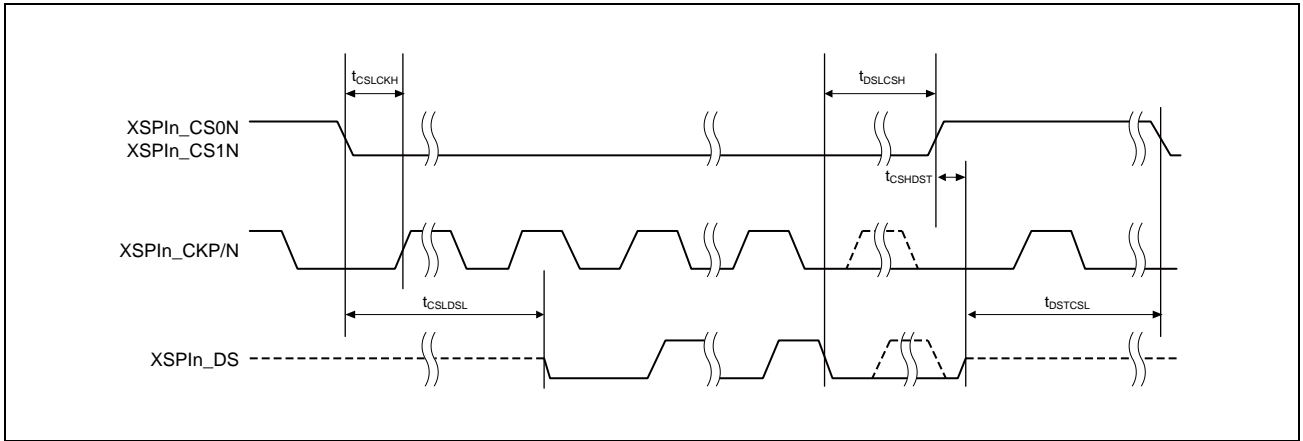 tCSLCKH
tDSLCSH
XSPIn_CS0N
XSPIn_CS1N
tCSHDST
XSPIn_CKP/N
tCSLDSL
tDSTCSL
XSPIn_DS